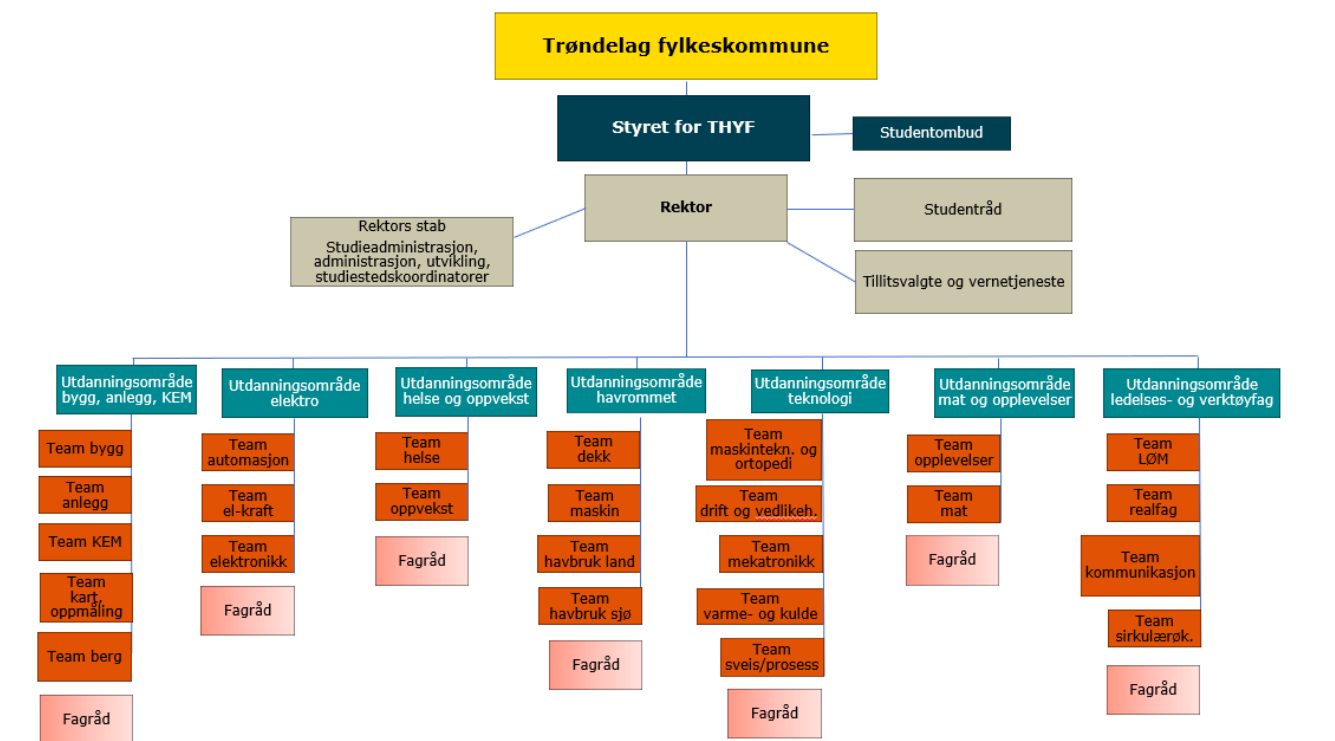 Trøndelag fylkeskommune
Styret for THYF
Studentombud
Rektor
Studentråd
Rektors stab
Studieadministrasjon,
administrasjon, utvikling,
studiestedskoordinatorer
Tillitsvalgte og vernetjeneste
Utdanningsområde
bygg, anlegg, KEM
Team bygg
Team
anlegg
Team KEM
Team
kart,
oppmåling
Team berg
Fagråd
Utdanningsområde
elektro
Team
automasjon
Team
el-kraft
Team
elektronikk
Fagråd
Utdanningsområde
helse og oppvekst
Team
helse
Team
oppvekst
Fagråd
Utdanningsområde
havrommet
Team
dekk
Team
maskin
Team
havbruk land
Team
havbruk sjø
Fagråd
Utdanningsområde
teknologi
Team
maskintekn. og
ortopedi
Team
drift og vedlikeh.
Team
mekatronikk
Team
varme- og kulde
Team
sveis/prosess
Fagråd
Utdanningsområde
mat og opplevelser
Team
opplevelser
Team
mat
Fagråd
Utdanningsområde
ledelses- og verktøyfag
Team
LØM
Team
realfag
Team
kommunikasjon
Team
sirkulærøk.
Fagråd